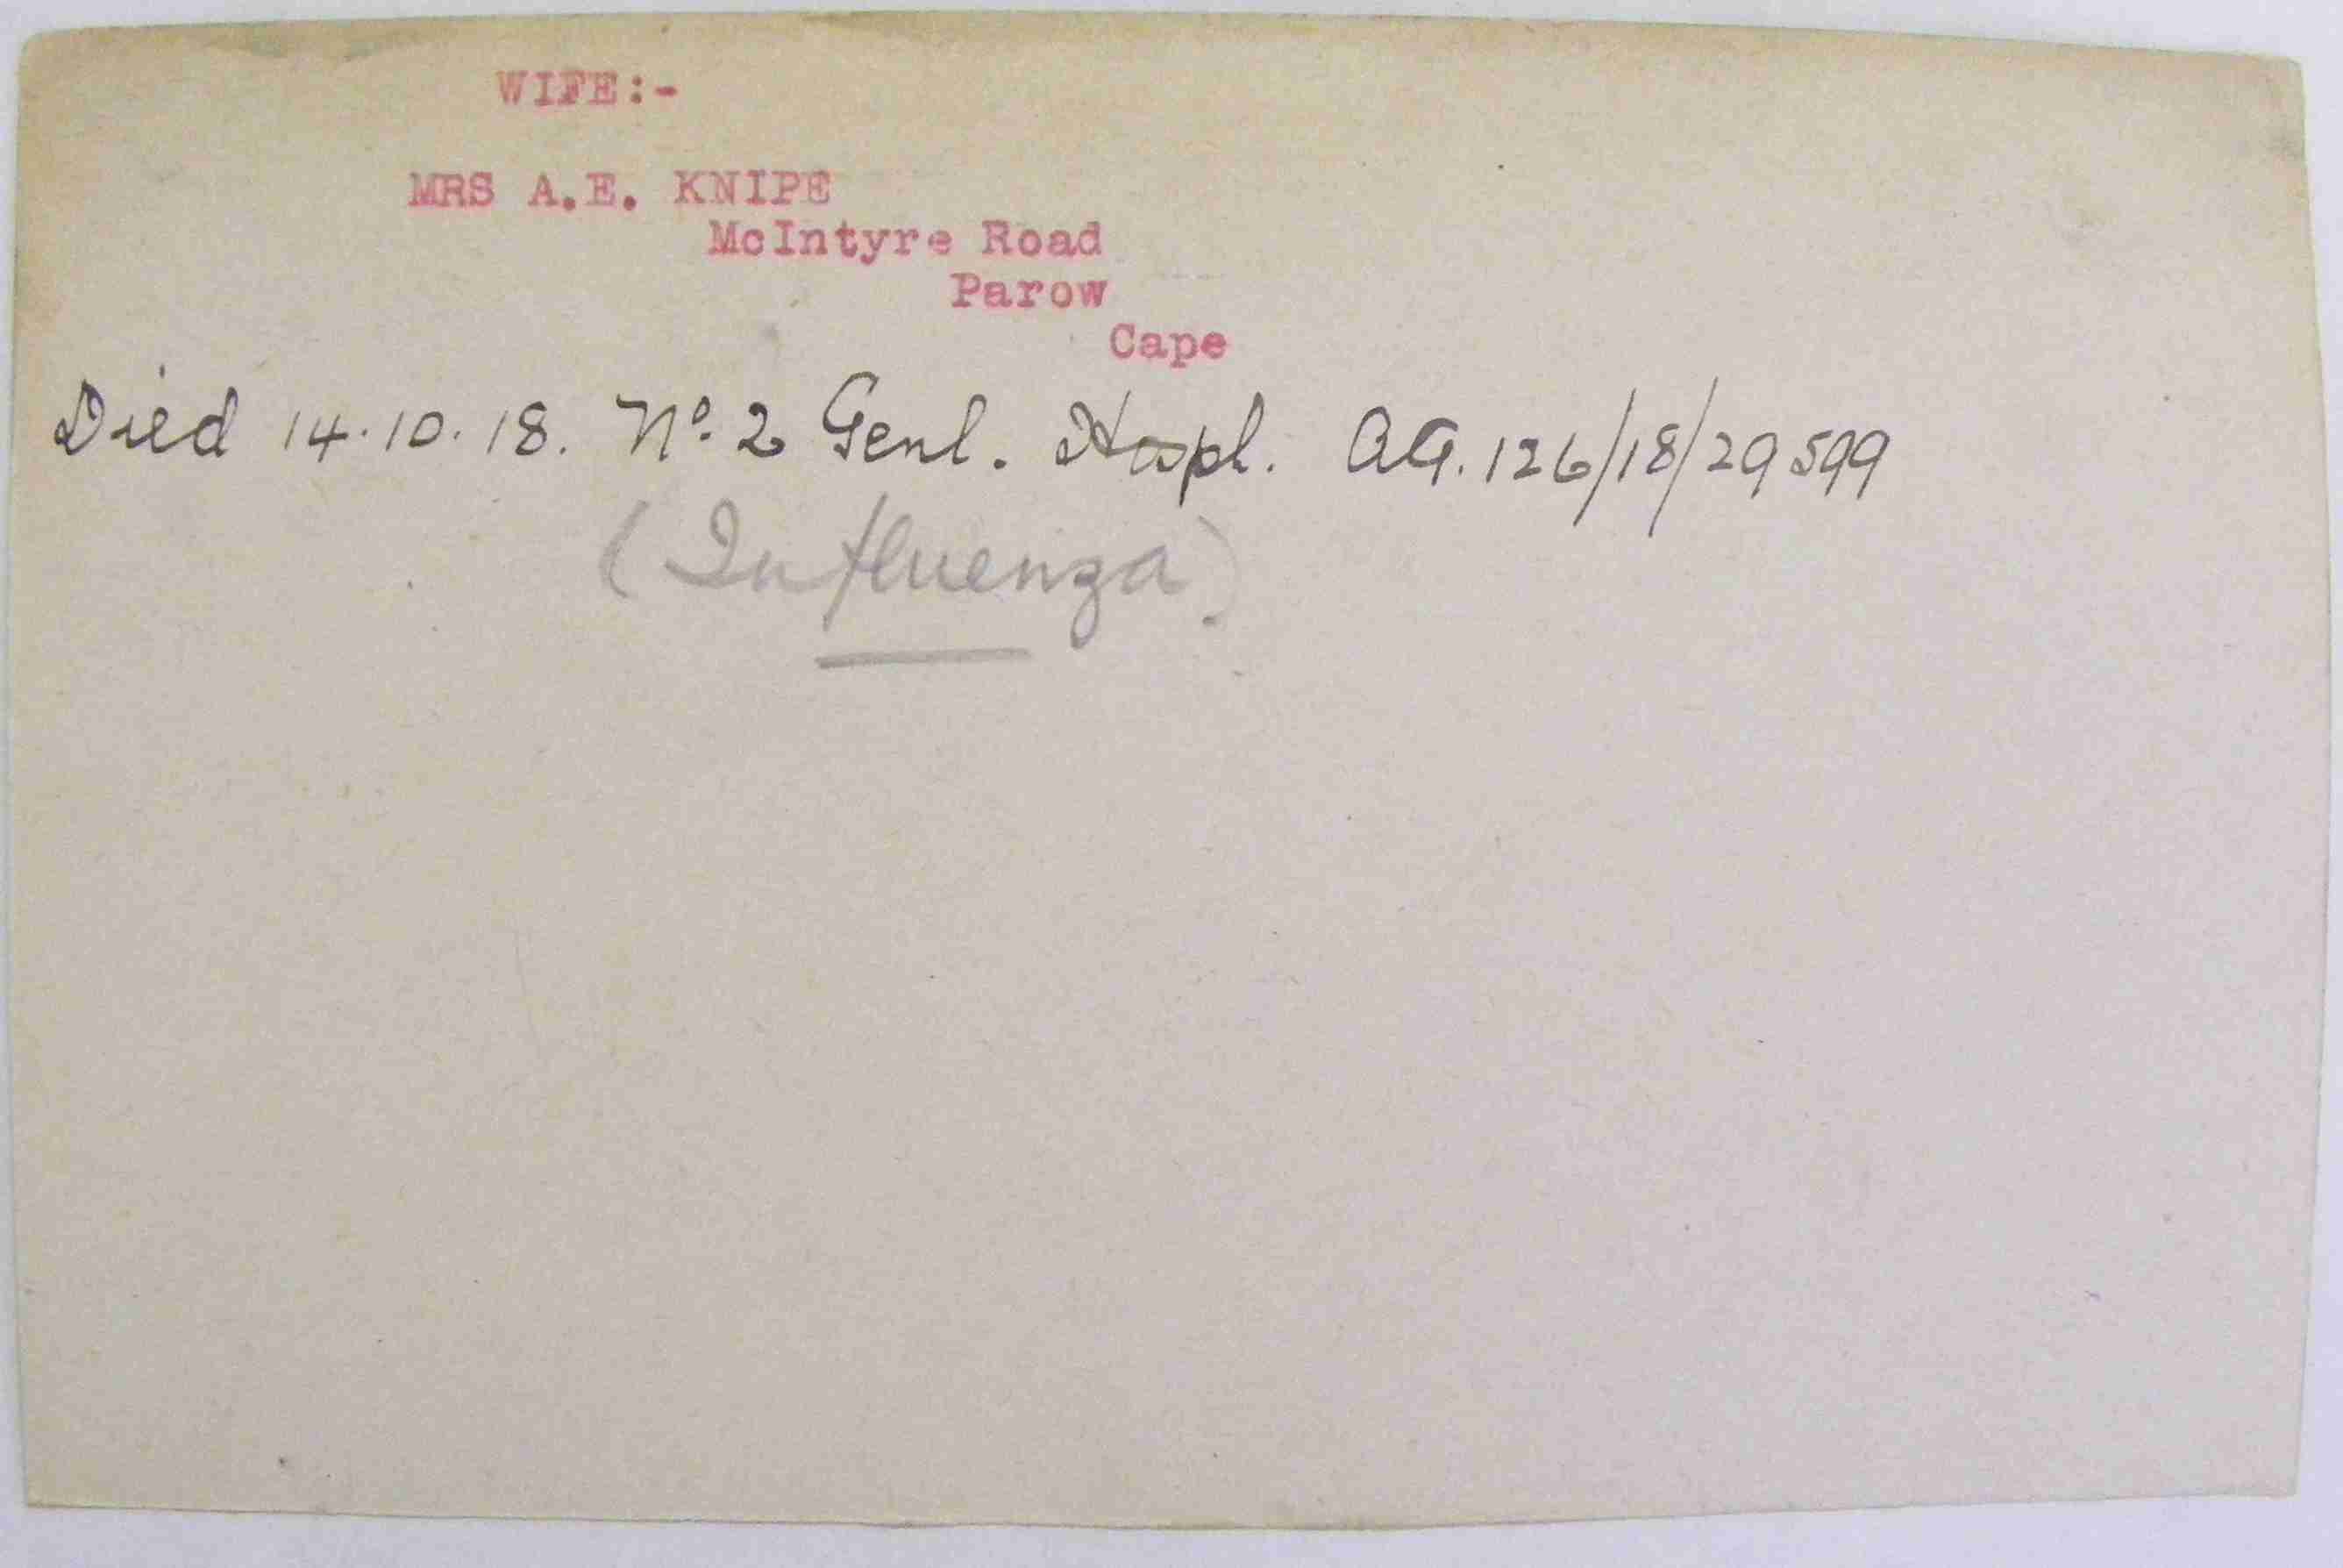 WIFE:-
MRS A.E. KNIPE
McIntyre Road
Parow
Cape
Died 14.10.18. No. 2 Genl. Hospl. AG.126/18/29599
(Influenza).